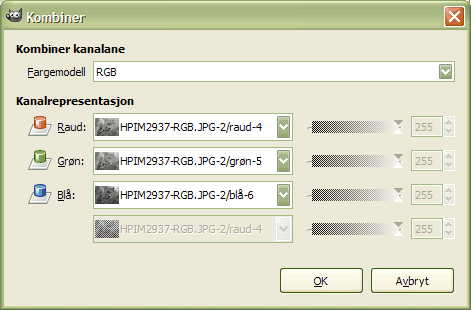 Kombiner
Kombiner kanalane
Fargemodell RGB
Kanalrepresentasjon
Raud: HPIM2937-RGB.JPG-2/raud-4 255
Grøn: HPIM2937-RGB.JPG-2/grøn-5 255
Blå: HPIM2937-RGB.JPG-2/blå-6 255
HPIM2937-RGB.JPG-2/raud-4 255
OK Avbryt